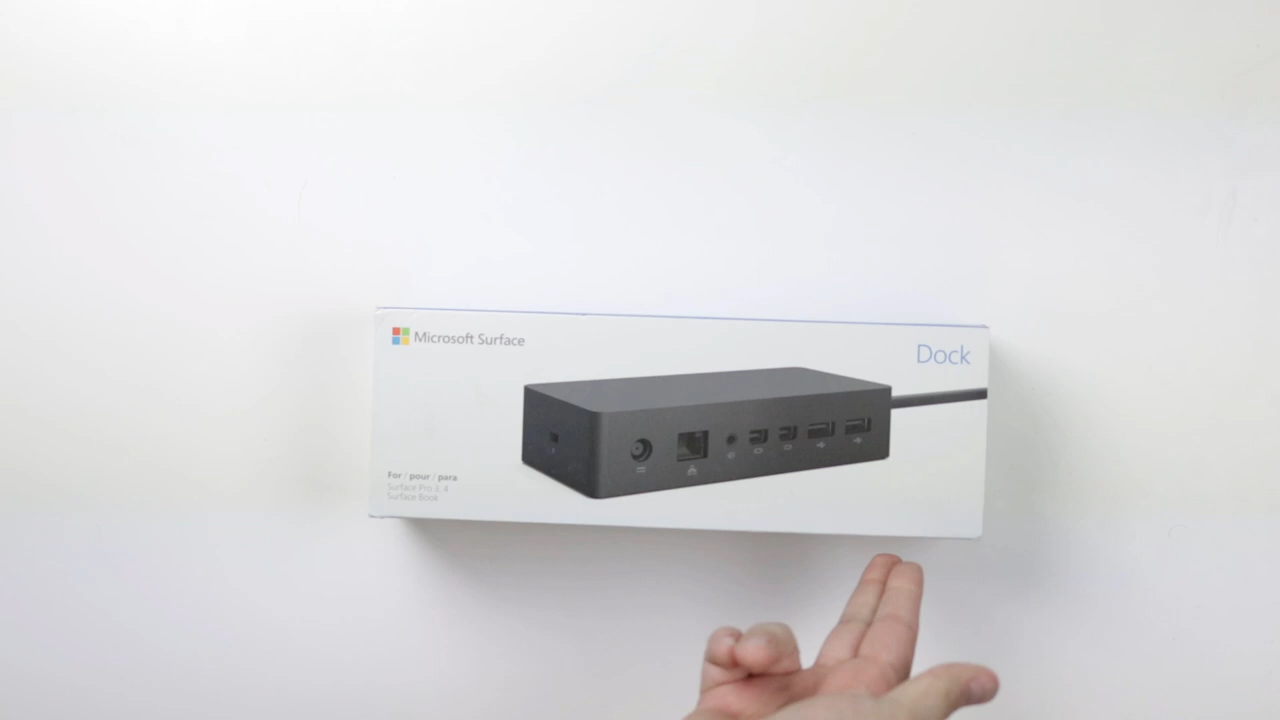 Microsoft Surface
Dock
For / pour / para
Surface Pro 3, 4
Surface Book